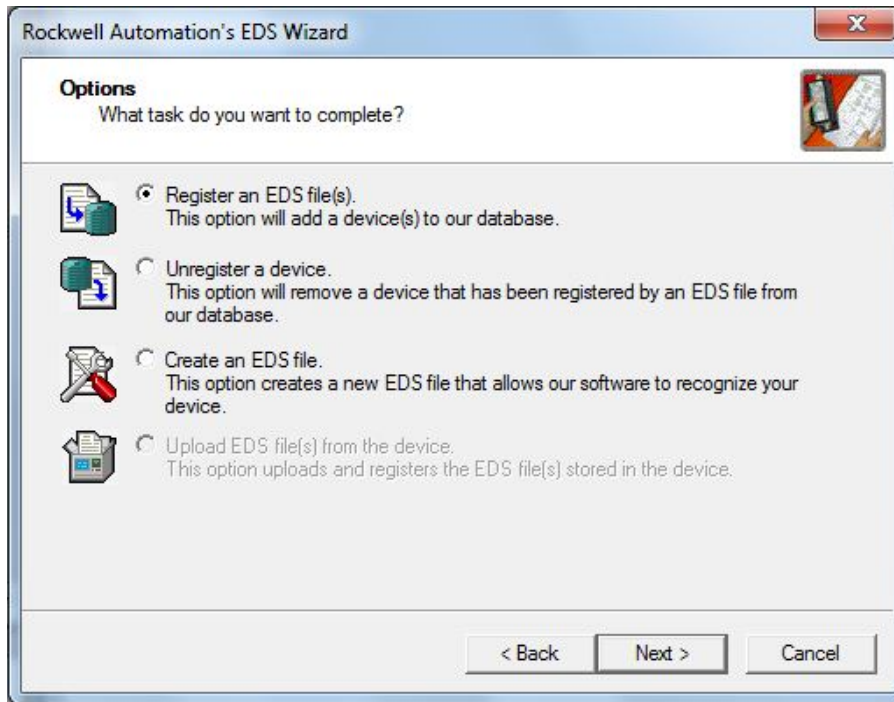 Rockwell Automation's EDS Wizard
Options
What task do you want to complete?
Register an EDS file(s).
This option will add a device(s) to our database.
Unregister a device.
This option will remove a device that has been registered by an EDS file from
our database.
Create an EDS file.
This option creates a new EDS file that allows our software to recognize your
device.
Upload EDS file(s) from the device.
This option uploads and registers the EDS file(s) stored in the device.
< Back Next > Cancel